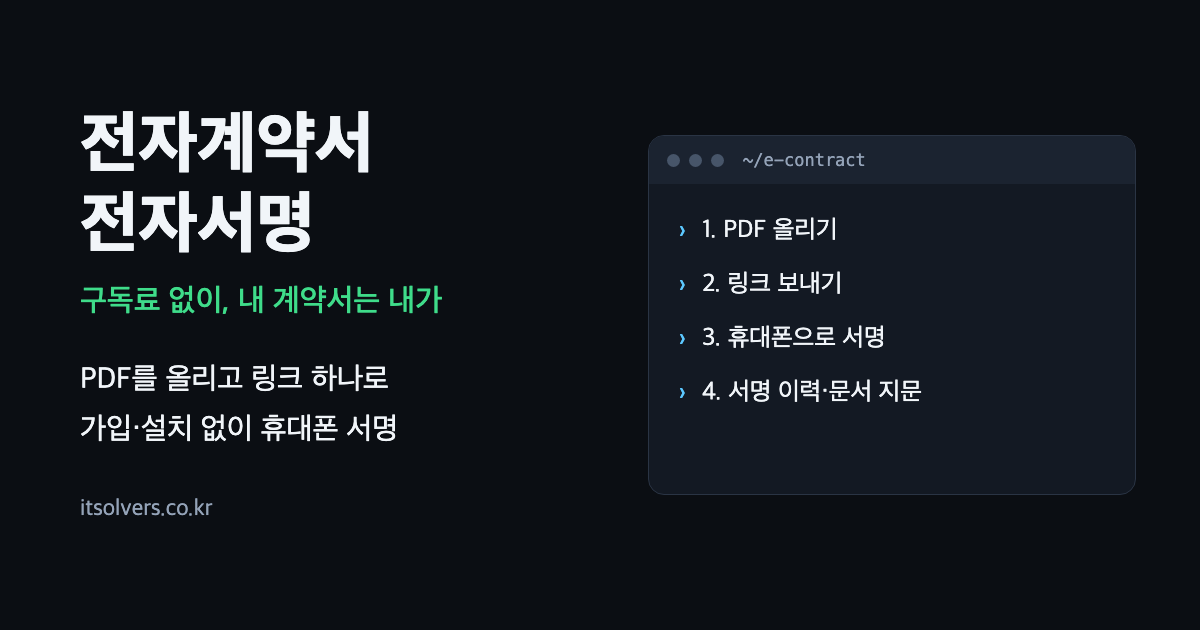 전자계약서
전자서명
구독료 없이, 내 계약서는 내가
PDF를 올리고 링크 하나로
가입·설치 없이 휴대폰 서명
itsolvers.co.kr
~/e-contract
› 1. PDF 올리기
› 2. 링크 보내기
› 3. 휴대폰으로 서명
› 4. 서명 이력·문서 지문